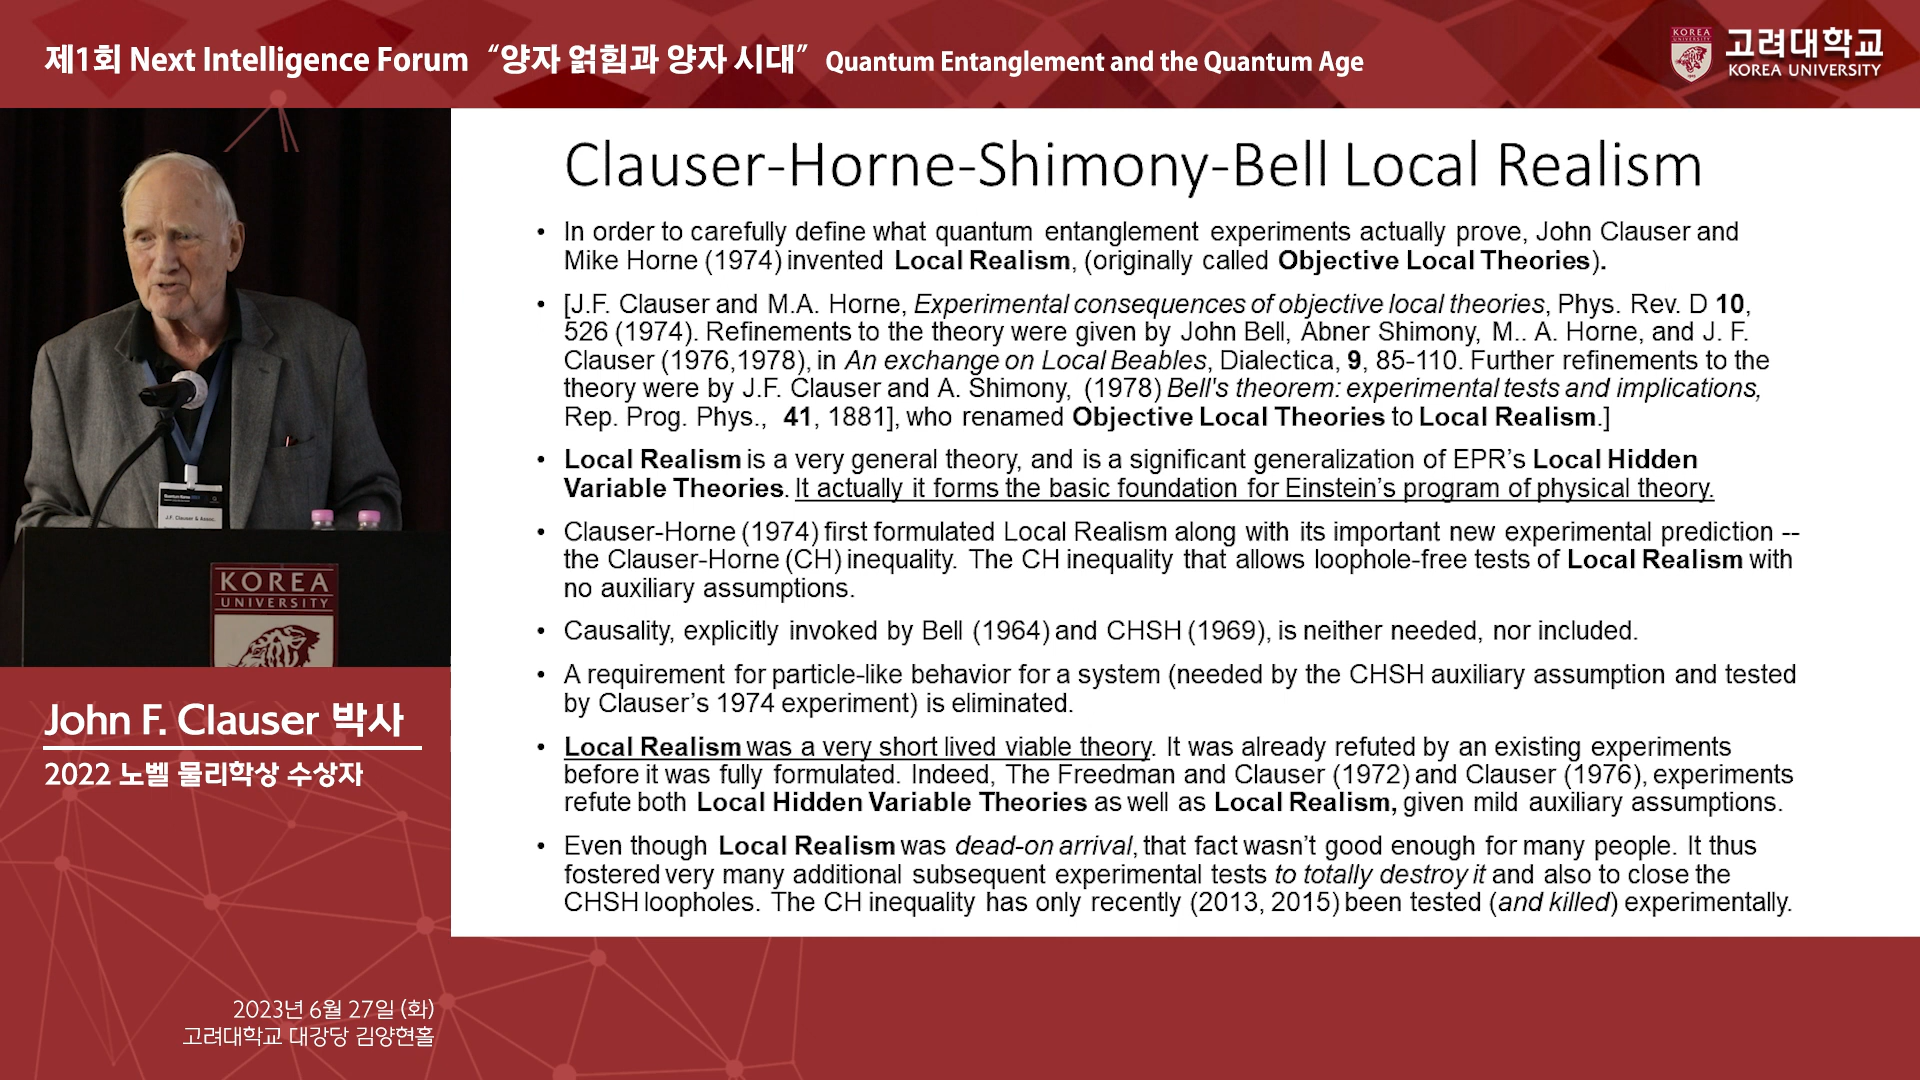 제1회 Next Intelligence Forum “양자 얽힘과 양자 시대” Quantum Entanglement and the Quantum Age
KOREA UNIVERSITY
고려대학교
KOREA UNIVERSITY
Clauser-Horne-Shimony-Bell Local Realism
• In order to carefully define what quantum entanglement experiments actually prove, John Clauser and
Mike Horne (1974) invented Local Realism, (originally called Objective Local Theories).
• [J.F. Clauser and M.A. Horne, Experimental consequences of objective local theories, Phys. Rev. D 10,
526 (1974). Refinements to the theory were given by John Bell, Abner Shimony, M.. A. Horne, and J. F.
Clauser (1976,1978), in An exchange on Local Beables, Dialectica, 9, 85-110. Further refinements to the
theory were by J.F. Clauser and A. Shimony, (1978) Bell's theorem: experimental tests and implications,
Rep. Prog. Phys., 41, 1881], who renamed Objective Local Theories to Local Realism.]
• Local Realism is a very general theory, and is a significant generalization of EPR’s Local Hidden
Variable Theories. It actually it forms the basic foundation for Einstein’s program of physical theory.
• Clauser-Horne (1974) first formulated Local Realism along with its important new experimental prediction --
the Clauser-Horne (CH) inequality. The CH inequality that allows loophole-free tests of Local Realism with
no auxiliary assumptions.
• Causality, explicitly invoked by Bell (1964) and CHSH (1969), is neither needed, nor included.
• A requirement for particle-like behavior for a system (needed by the CHSH auxiliary assumption and tested
by Clauser’s 1974 experiment) is eliminated.
• Local Realism was a very short lived viable theory. It was already refuted by an existing experiments
before it was fully formulated. Indeed, The Freedman and Clauser (1972) and Clauser (1976), experiments
refute both Local Hidden Variable Theories as well as Local Realism, given mild auxiliary assumptions.
• Even though Local Realism was dead-on arrival, that fact wasn’t good enough for many people. It thus
fostered very many additional subsequent experimental tests to totally destroy it and also to close the
CHSH loopholes. The CH inequality has only recently (2013, 2015) been tested (and killed) experimentally.
J.F. Clauser & Assoc.
KOREA
UNIVERSITY
John F. Clauser 박사
2022 노벨 물리학상 수상자
2023년 6월 27일 (화)
고려대학교 대강당 김양현홀